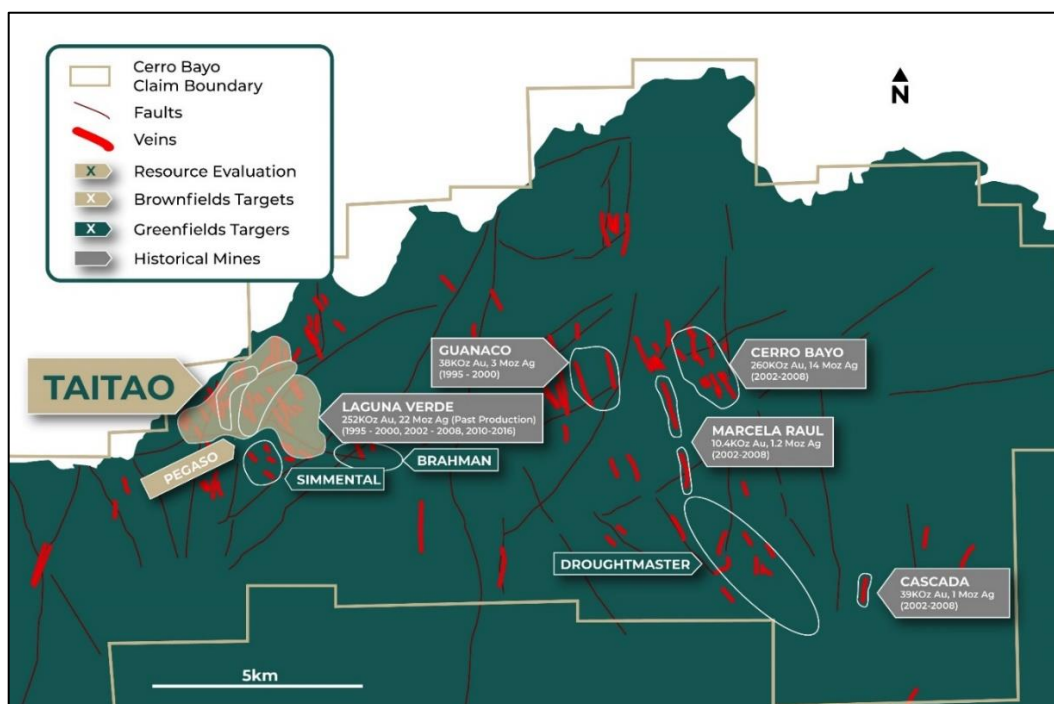 Cerro Bayo
Claim Boundary
Faults
Veins
X Resource Evaluation
X Brownfields Targets
X Greenfields Targers
Historical Mines
N
TAITAO
GUANACO
38KOz Au, 3 Moz Ag
(1995 - 2000)
CERRO BAYO
260KOz Au, 14 Moz Ag
(2002-2008)
LAGUNA VERDE
252KOz Au, 22 Moz Ag (Past Production)
(1995 - 2000, 2002 - 2008, 2010-2016)
MARCELA RAUL
10.4KOz Au, 1.2 Moz Ag
(2002-2008)
PEGASO
BRAHMAN
SIMMENTAL
DROUGHTMASTER
CASCADA
39KOz Au, 1 Moz Ag
(2002-2008)
5km